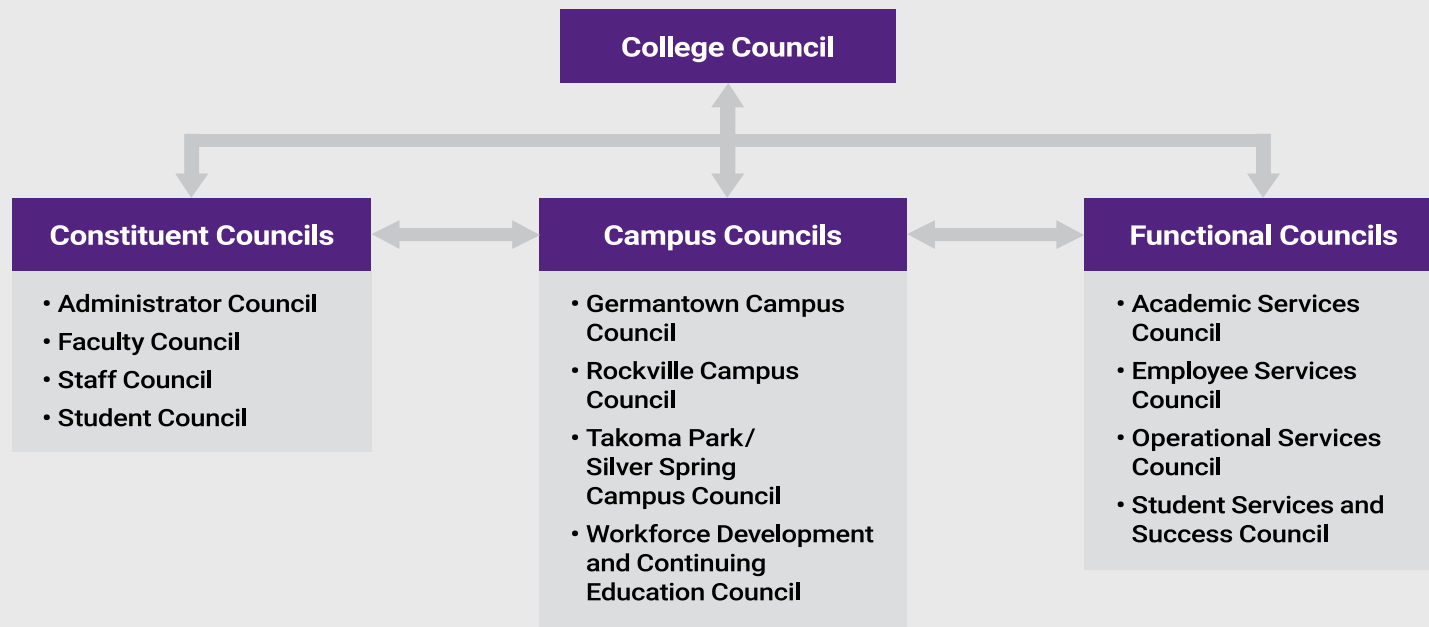 College Council
Constituent Councils
• Administrator Council
• Faculty Council
• Staff Council
• Student Council
Campus Councils
• Germantown Campus
Council
• Rockville Campus
Council
• Takoma Park/
Silver Spring
Campus Council
• Workforce Development
and Continuing
Education Council
Functional Councils
• Academic Services
Council
• Employee Services
Council
• Operational Services
Council
• Student Services and
Success Council